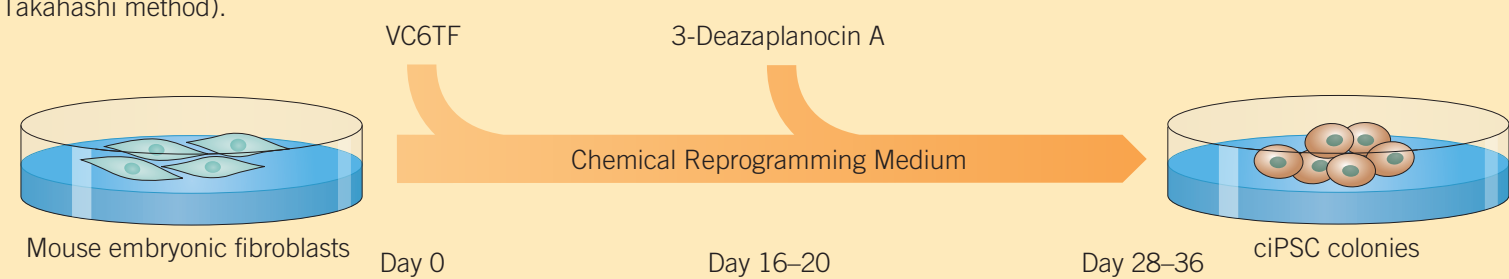 Takahashi method).
VC6TF
3-Deazaplanocin A
Chemical Reprogramming Medium
Mouse embryonic fibroblasts
ciPSC colonies
Day 0
Day 16–20
Day 28–36